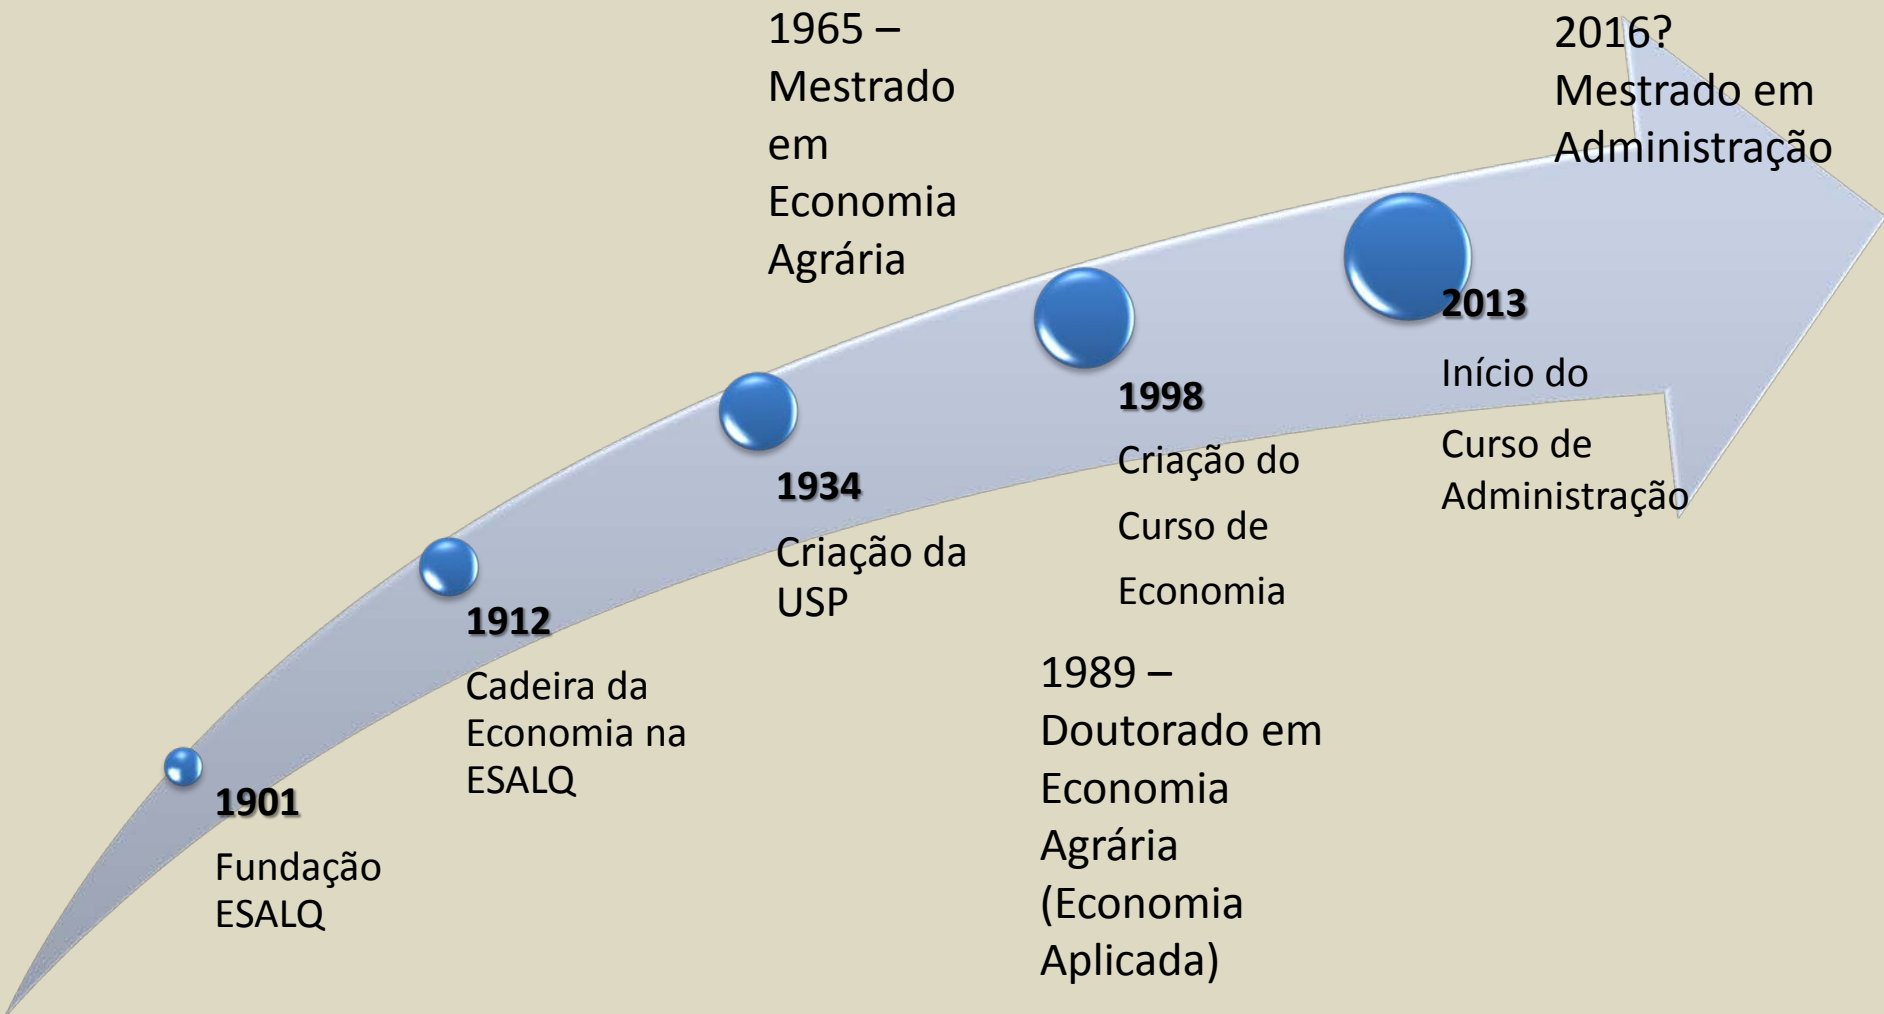 1965 –
Mestrado
em
Economia
Agrária
2016?
Mestrado em
Administração
1901
Fundação
ESALQ
1912
Cadeira da
Economia na
ESALQ
1934
Criação da
USP
1998
Criação do
Curso de
Economia
2013
Início do
Curso de
Administração
1989 –
Doutorado em
Economia
Agrária
(Economia
Aplicada)